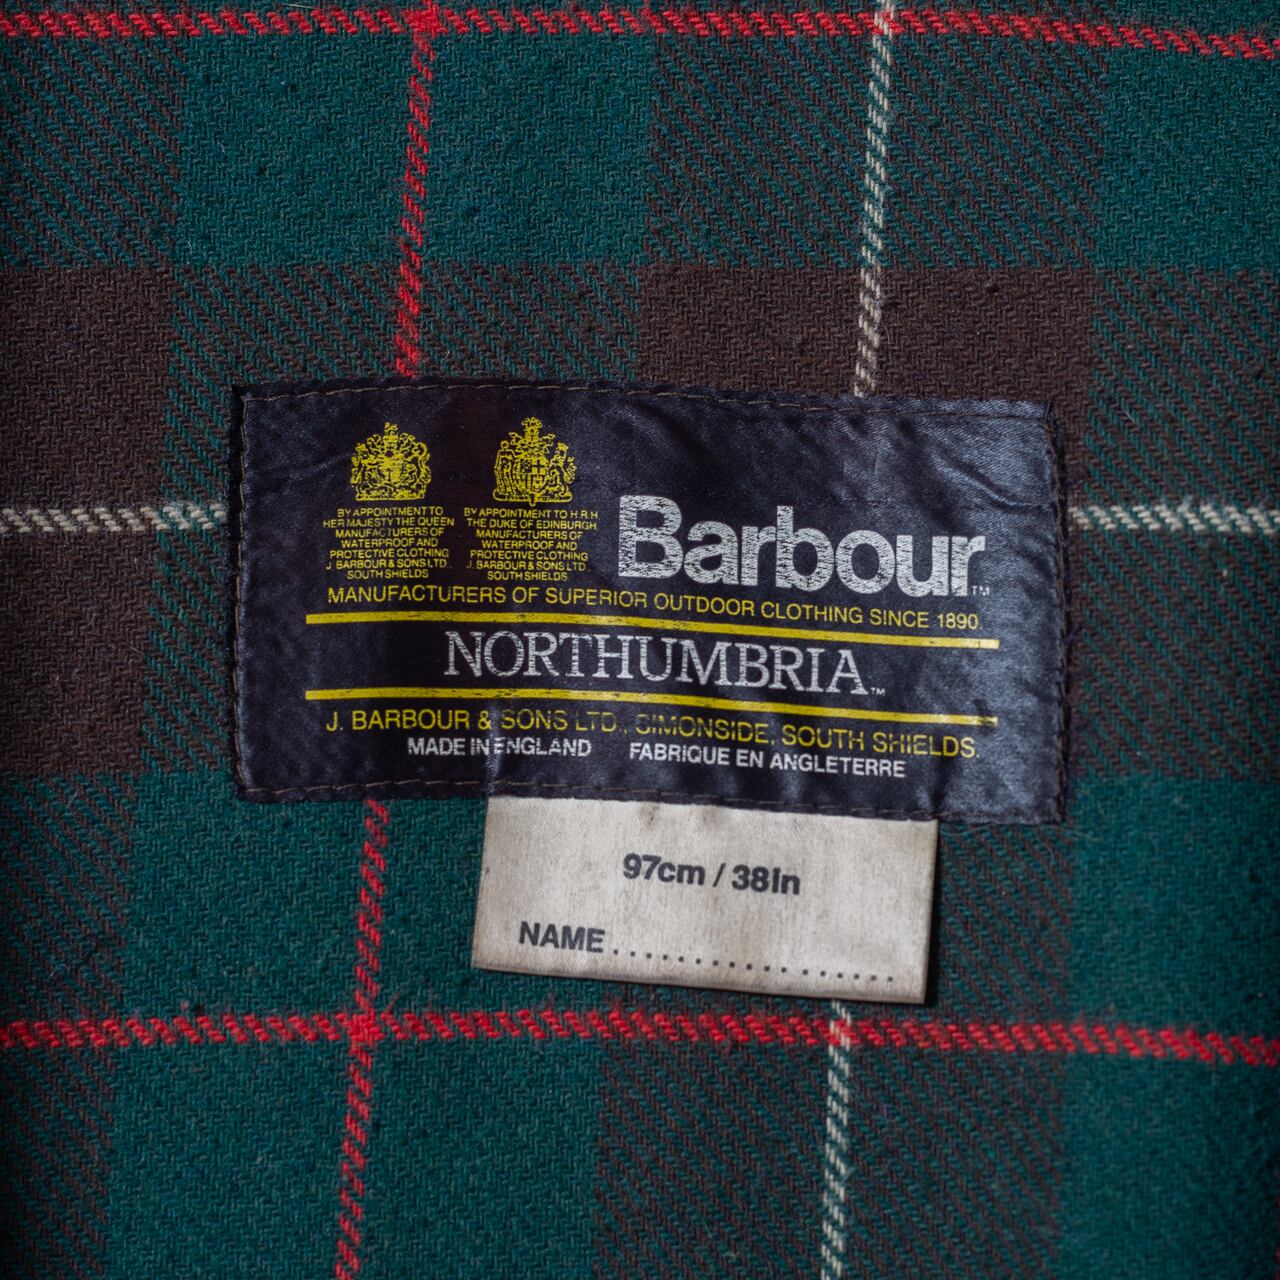 BY APPOINTMENT TO
HER MAJESTY THE QUEEN
MANUFACTURERS OF
WATERPROOF AND
PROTECTIVE CLOTHING
J. BARBOUR & SONS LTD.
SOUTH SHIELDS
BY APPOINTMENT TO H.R.H.
THE DUKE OF EDINBURGH
MANUFACTURERS OF
WATERPROOF AND
PROTECTIVE CLOTHING
J. BARBOUR & SONS LTD.
SOUTH SHIELDS
Barbour™
MANUFACTURERS OF SUPERIOR OUTDOOR CLOTHING SINCE 1890.
NORTHUMBRIA™
J. BARBOUR & SONS LTD., SIMONSIDE, SOUTH SHIELDS.
MADE IN ENGLAND FABRIQUE EN ANGLETERRE
97cm / 38In
NAME..................